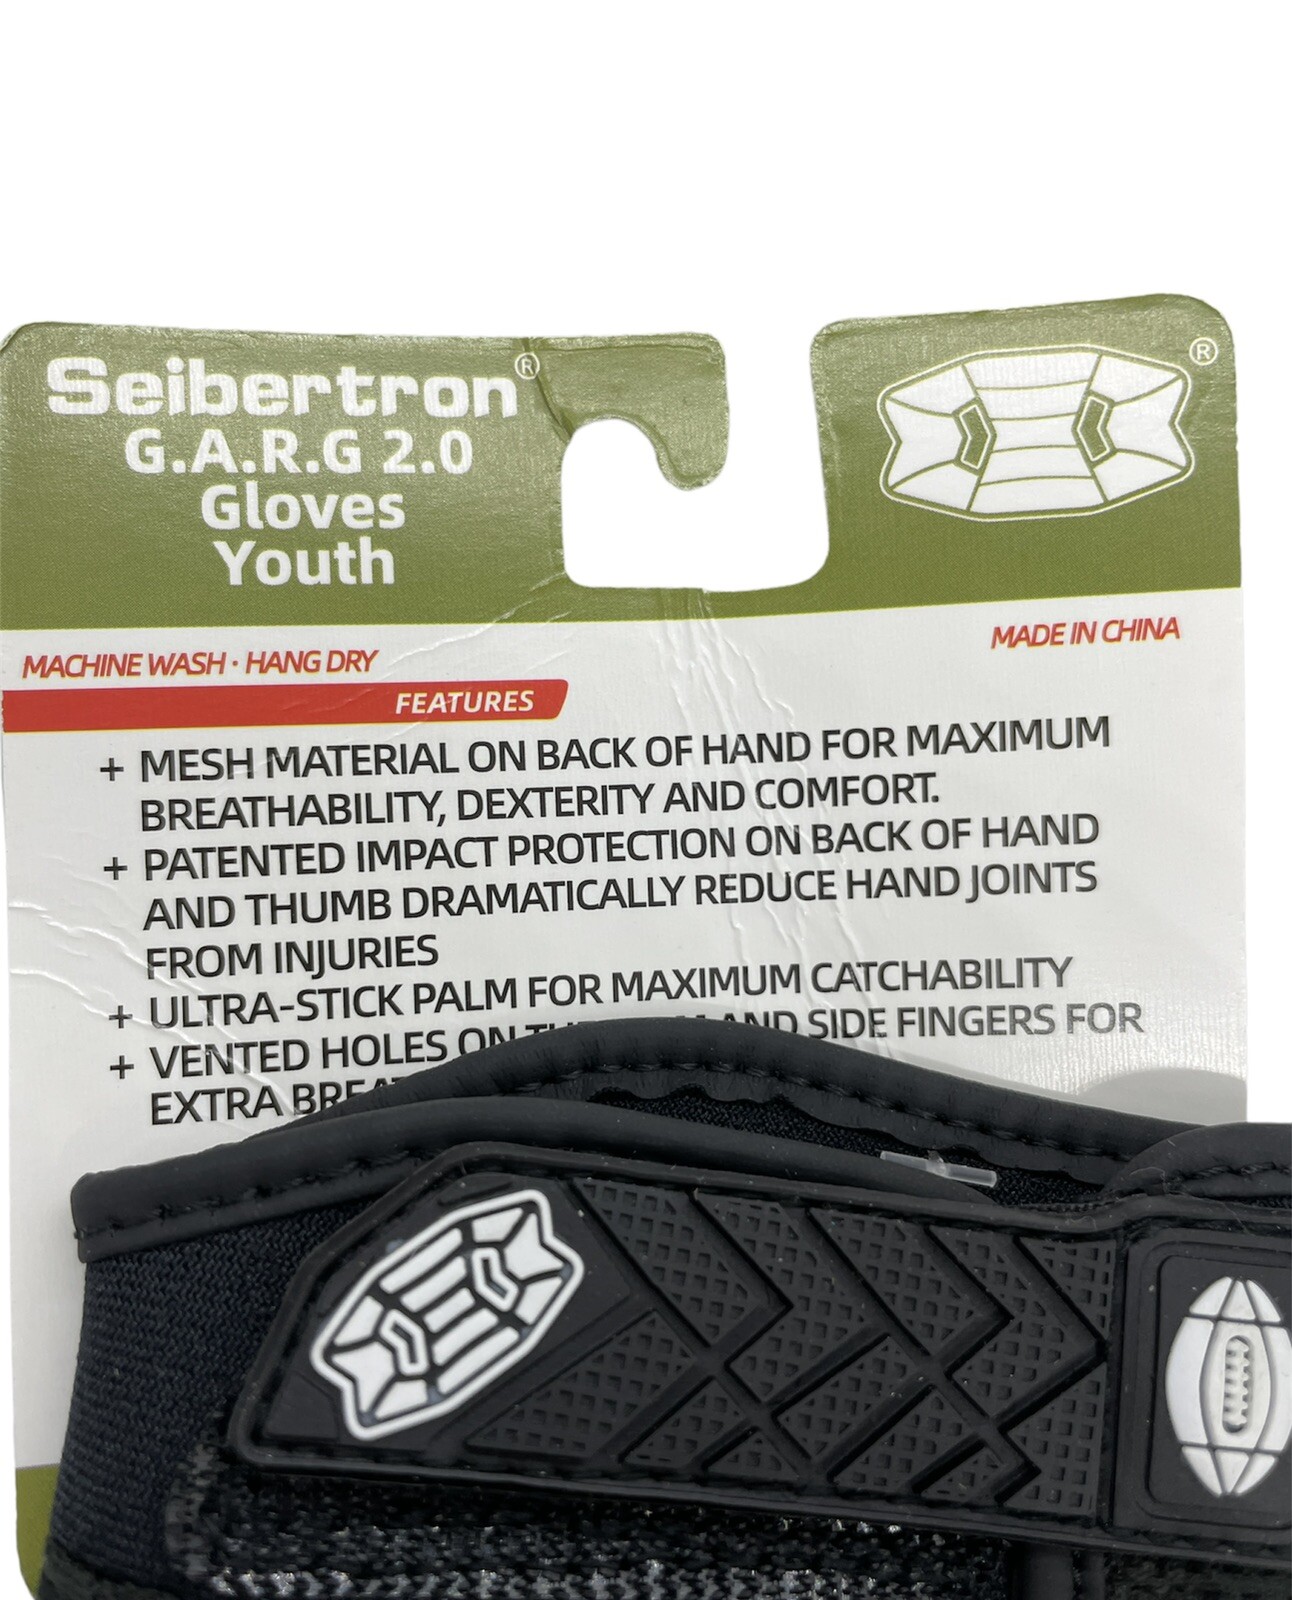 Seibertron®
G.A.R.G 2.0
Gloves
Youth
®
MADE IN CHINA
MACHINE WASH · HANG DRY
FEATURES
+ MESH MATERIAL ON BACK OF HAND FOR MAXIMUM
BREATHABILITY, DEXTERITY AND COMFORT.
+ PATENTED IMPACT PROTECTION ON BACK OF HAND
AND THUMB DRAMATICALLY REDUCE HAND JOINTS
FROM INJURIES
+ ULTRA-STICK PALM FOR MAXIMUM CATCHABILITY
+ VENTED HOLES ON AND SIDE FINGERS FOR
EXTRA